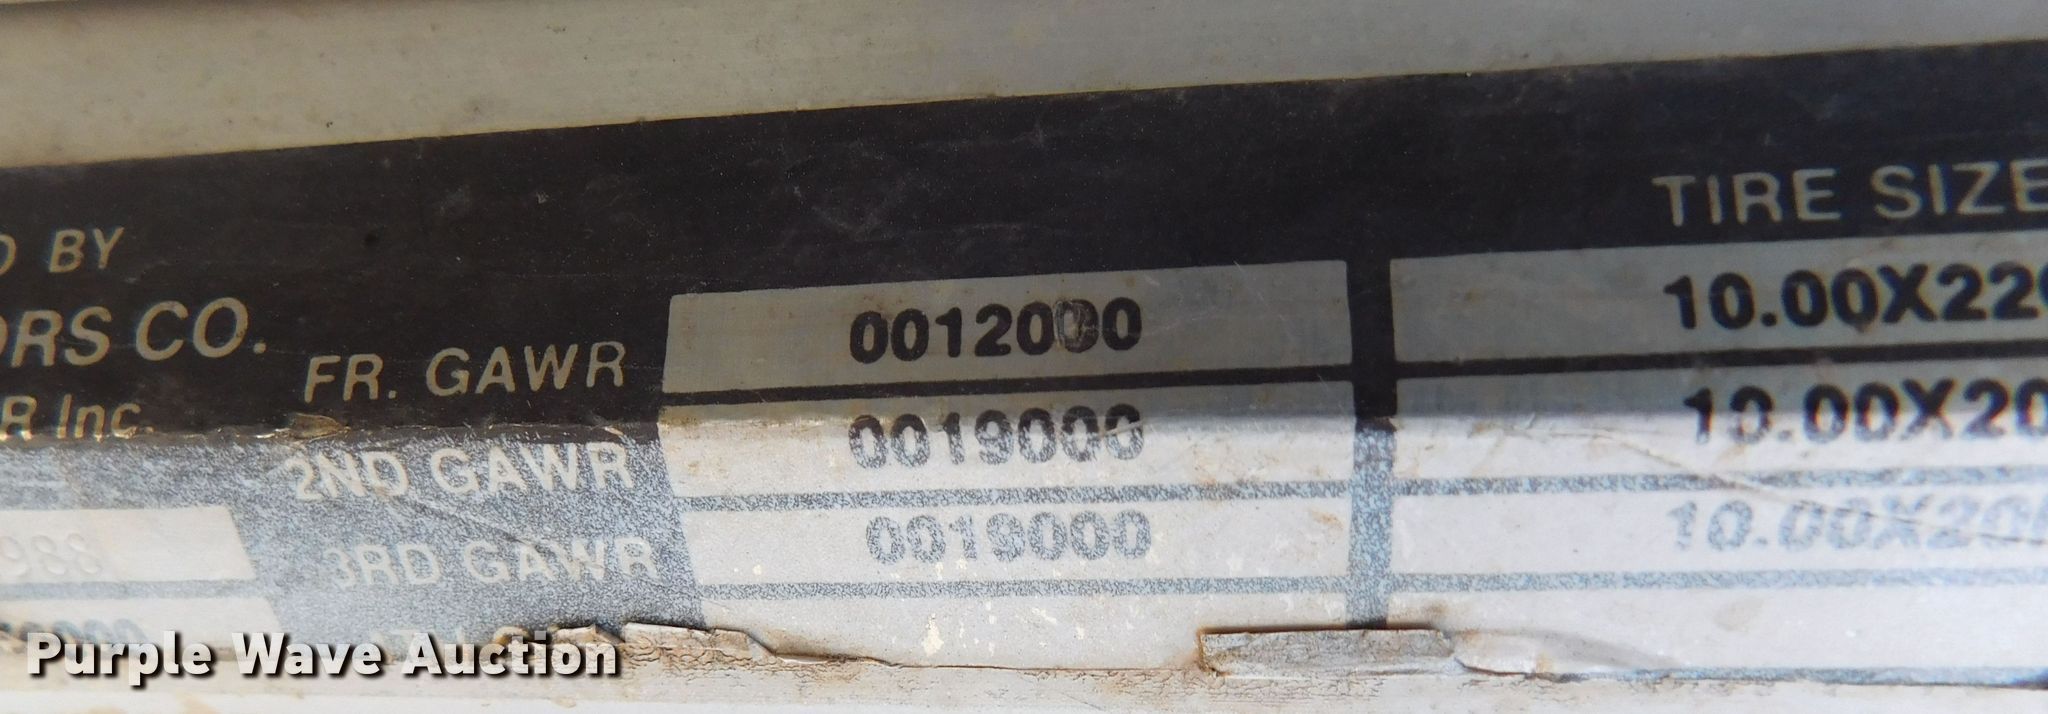 TIRE SIZE
D BY
ORS CO.
R Inc.
FR. GAWR 0012000 10.00X220
2ND GAWR 0019000 10.00X20
3RD GAWR 0019000 10.00X20
988
Purple Wave Auction